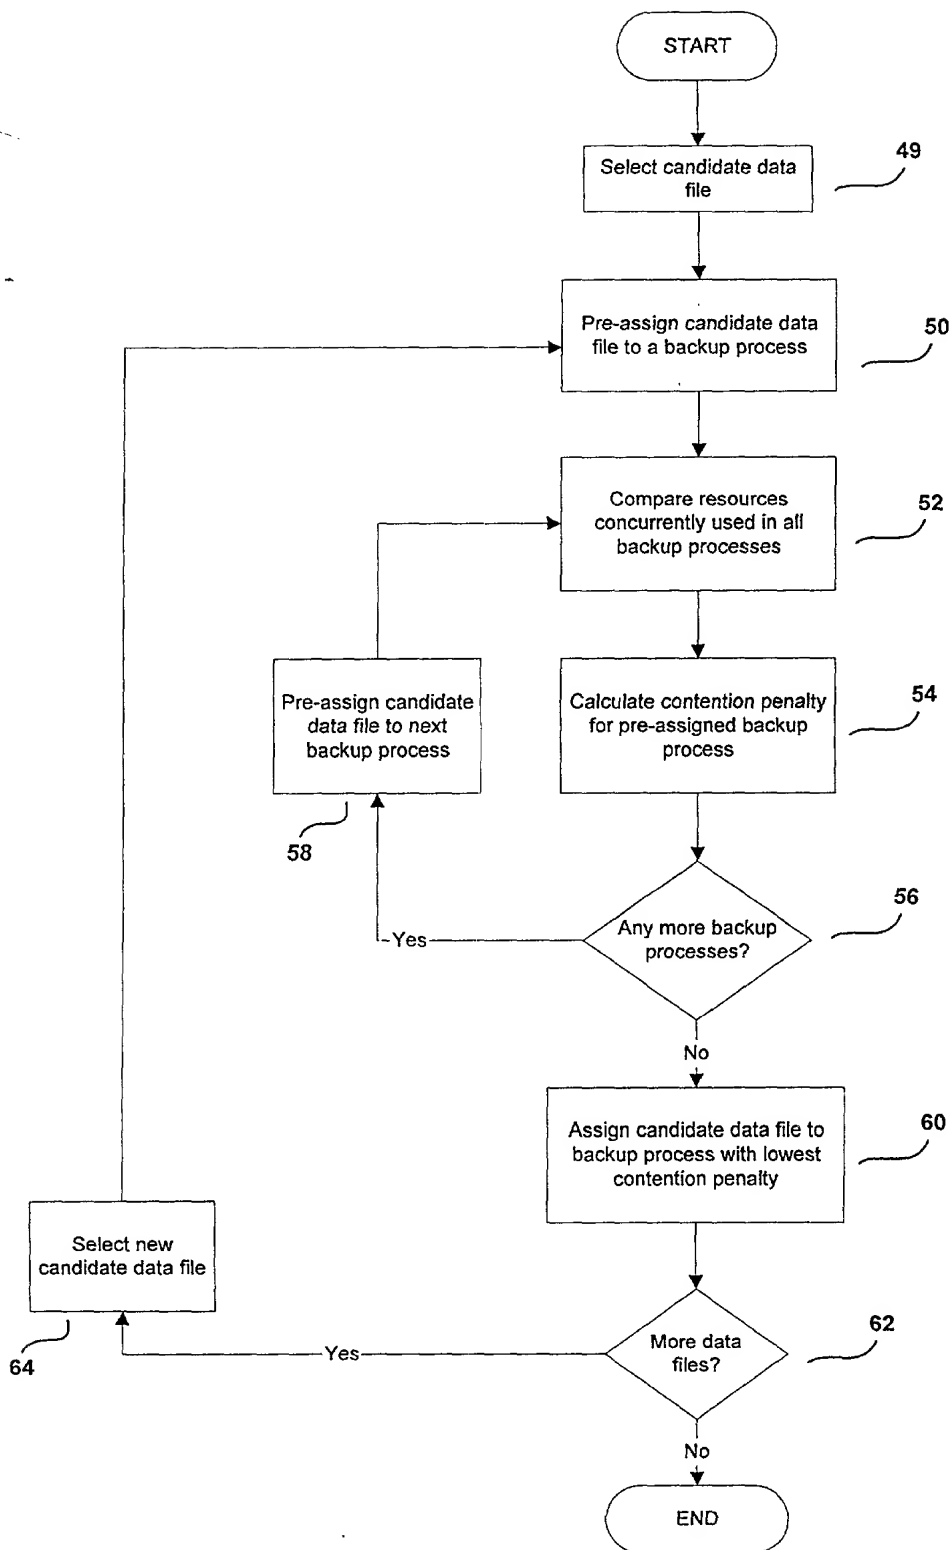 START
Select candidate data
file
49
Pre-assign candidate data
file to a backup process
50
Compare resources
concurrently used in all
backup processes
52
Pre-assign candidate
data file to next
backup process
58
Calculate contention penalty
for pre-assigned backup
process
54
Any more backup
processes?
56
Yes
No
Assign candidate data file to
backup process with lowest
contention penalty
60
Select new
candidate data file
64
More data
files?
62
Yes
No
END